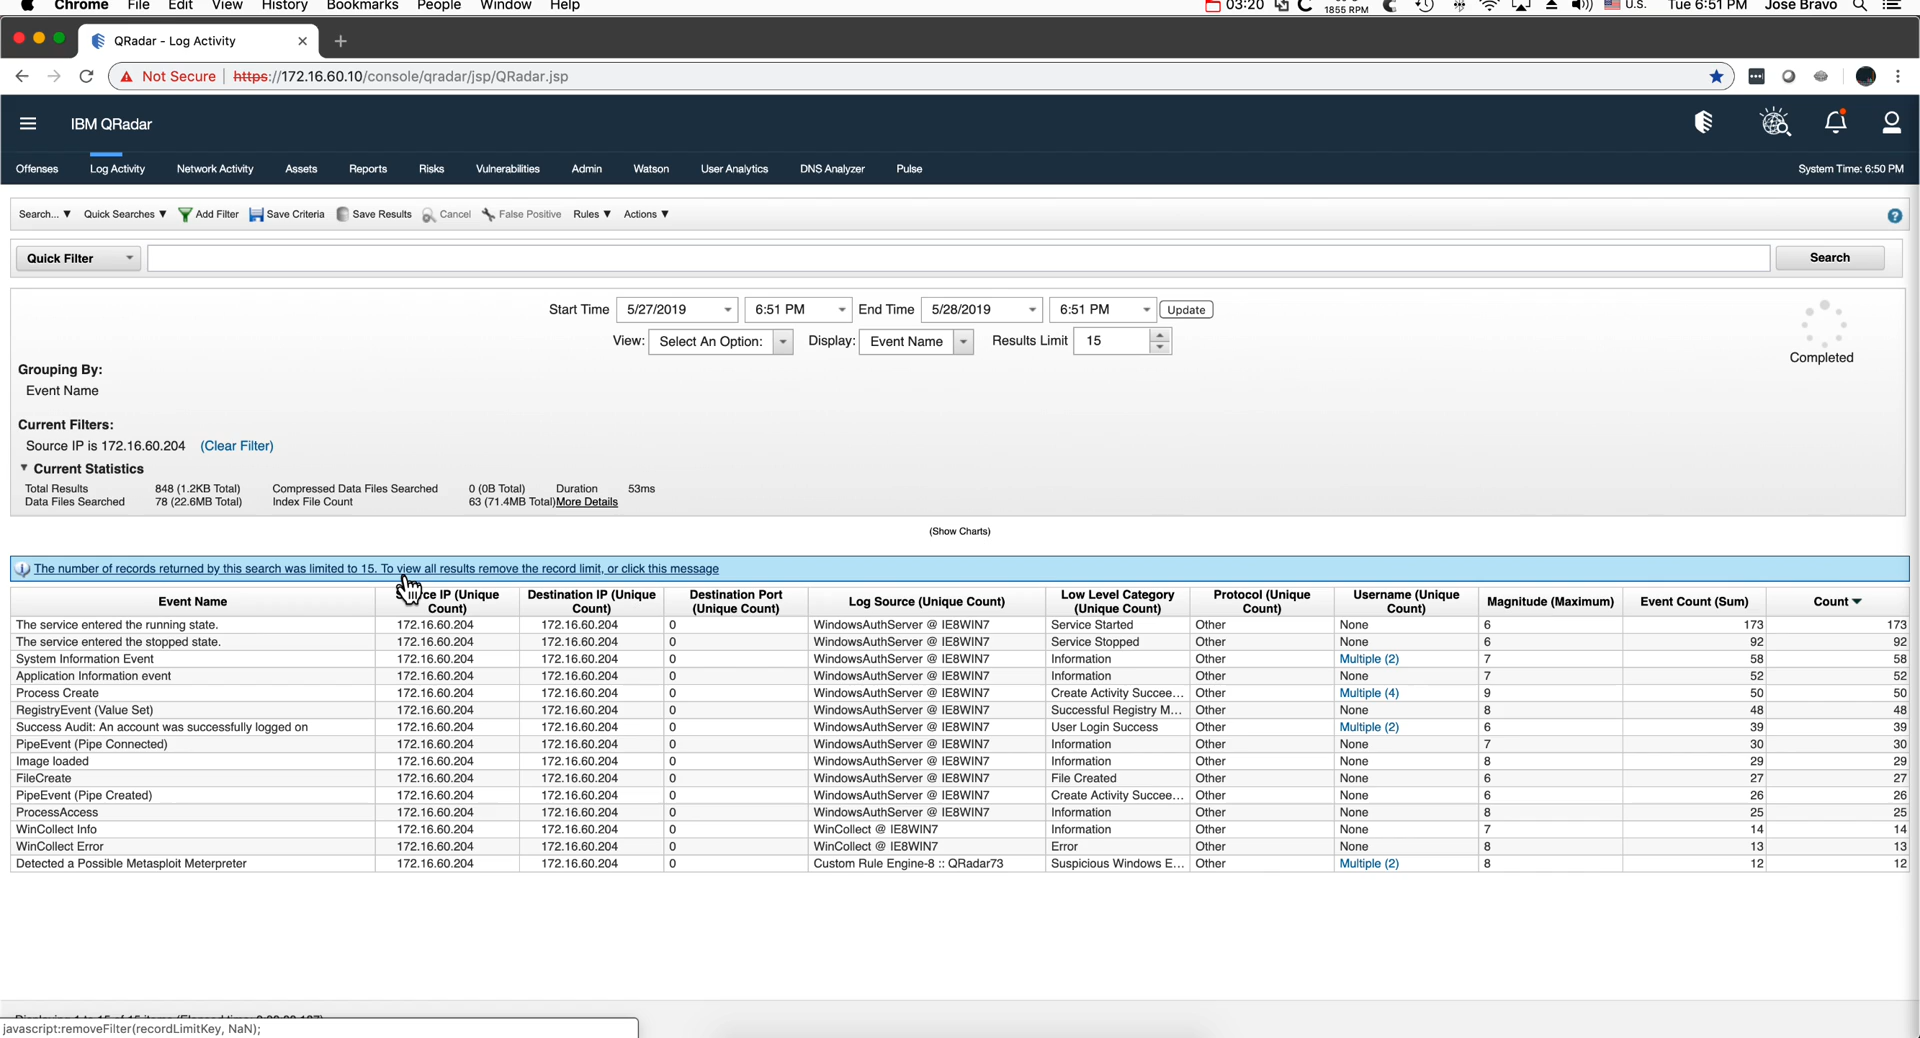 Chrome File Edit View History Bookmarks People Window Help 03:20 1855 RPM U.S. Tue 6:51 PM Jose Bravo
QRadar - Log Activity
Not Secure https://172.16.60.10/console/qradar/jsp/QRadar.jsp
IBM QRadar
Offenses Log Activity Network Activity Assets Reports Risks Vulnerabilities Admin Watson User Analytics DNS Analyzer Pulse System Time: 6:50 PM
Search... ▼ Quick Searches ▼ Add Filter Save Criteria Save Results Cancel False Positive Rules ▼ Actions ▼
Quick Filter Search
Start Time 5/27/2019 6:51 PM End Time 5/28/2019 6:51 PM Update
View: Select An Option: Display: Event Name Results Limit 15
Completed
Grouping By:
Event Name
Current Filters:
Source IP is 172.16.60.204 (Clear Filter)
▼ Current Statistics
Total Results 848 (1.2KB Total) Compressed Data Files Searched 0 (0B Total) Duration 53ms
Data Files Searched 78 (22.6MB Total) Index File Count 63 (71.4MB Total) More Details
(Show Charts)
The number of records returned by this search was limited to 15. To view all results remove the record limit, or click this message
Event Name IP (Unique Count) Destination IP (Unique Count) Destination Port (Unique Count) Log Source (Unique Count) Low Level Category (Unique Count) Protocol (Unique Count) Username (Unique Count) Magnitude (Maximum) Event Count (Sum) Count ▼
The service entered the running state. 172.16.60.204 172.16.60.204 0 WindowsAuthServer @ IE8WIN7 Service Started Other None 6 173 173
The service entered the stopped state. 172.16.60.204 172.16.60.204 0 WindowsAuthServer @ IE8WIN7 Service Stopped Other None 6 92 92
System Information Event 172.16.60.204 172.16.60.204 0 WindowsAuthServer @ IE8WIN7 Information Other Multiple (2) 7 58 58
Application Information event 172.16.60.204 172.16.60.204 0 WindowsAuthServer @ IE8WIN7 Information Other None 7 52 52
Process Create 172.16.60.204 172.16.60.204 0 WindowsAuthServer @ IE8WIN7 Create Activity Succee... Other Multiple (4) 9 50 50
RegistryEvent (Value Set) 172.16.60.204 172.16.60.204 0 WindowsAuthServer @ IE8WIN7 Successful Registry M... Other None 8 48 48
Success Audit: An account was successfully logged on 172.16.60.204 172.16.60.204 0 WindowsAuthServer @ IE8WIN7 User Login Success Other Multiple (2) 6 39 39
PipeEvent (Pipe Connected) 172.16.60.204 172.16.60.204 0 WindowsAuthServer @ IE8WIN7 Information Other None 7 30 30
Image loaded 172.16.60.204 172.16.60.204 0 WindowsAuthServer @ IE8WIN7 Information Other None 8 29 29
FileCreate 172.16.60.204 172.16.60.204 0 WindowsAuthServer @ IE8WIN7 File Created Other None 6 27 27
PipeEvent (Pipe Created) 172.16.60.204 172.16.60.204 0 WindowsAuthServer @ IE8WIN7 Create Activity Succee... Other None 6 26 26
ProcessAccess 172.16.60.204 172.16.60.204 0 WindowsAuthServer @ IE8WIN7 Information Other None 8 25 25
WinCollect Info 172.16.60.204 172.16.60.204 0 WinCollect @ IE8WIN7 Information Other None 7 14 14
WinCollect Error 172.16.60.204 172.16.60.204 0 WinCollect @ IE8WIN7 Error Other None 8 13 13
Detected a Possible Metasploit Meterpreter 172.16.60.204 172.16.60.204 0 Custom Rule Engine-8 :: QRadar73 Suspicious Windows E... Other Multiple (2) 8 12 12
javascript:removeFilter(recordLimitKey, NaN);